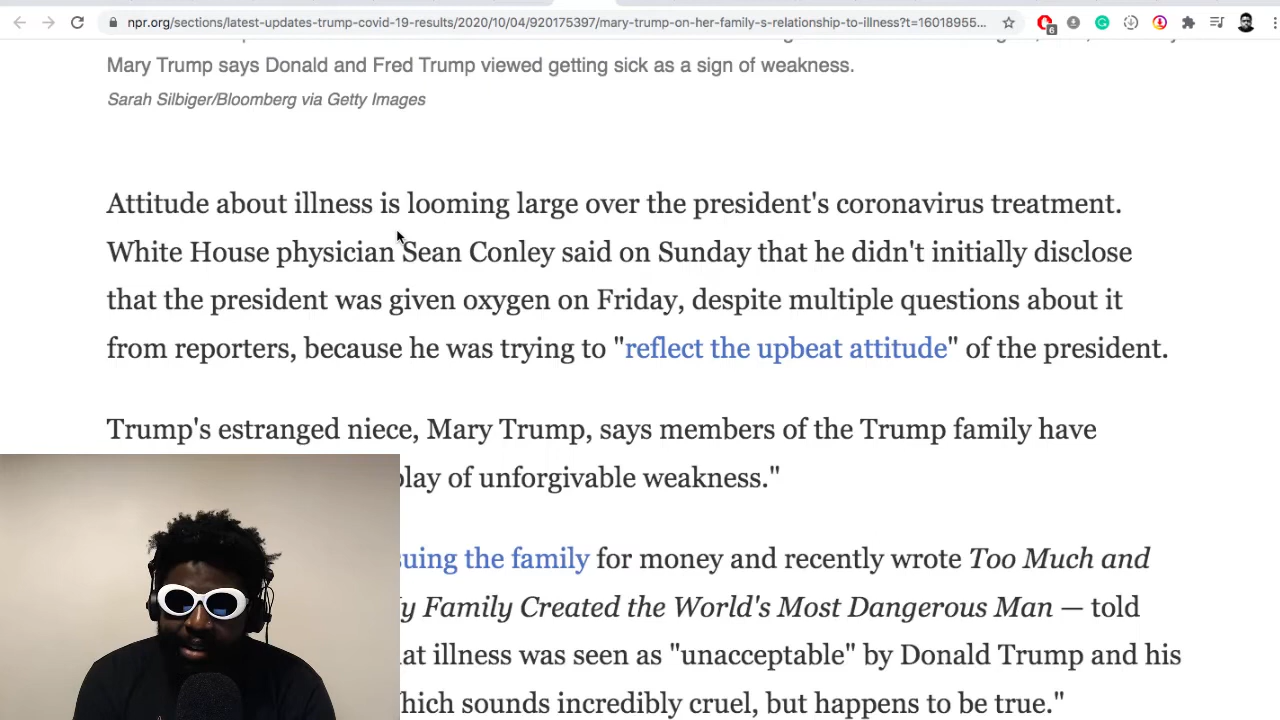 npr.org/sections/latest-updates-trump-covid-19-results/2020/10/04/920175397/mary-trump-on-her-family-s-relationship-to-illness?t=16018955...
6
Mary Trump says Donald and Fred Trump viewed getting sick as a sign of weakness.
Sarah Silbiger/Bloomberg via Getty Images
Attitude about illness is looming large over the president's coronavirus treatment.
White House physician Sean Conley said on Sunday that he didn't initially disclose
that the president was given oxygen on Friday, despite multiple questions about it
from reporters, because he was trying to "reflect the upbeat attitude" of the president.
Trump's estranged niece, Mary Trump, says members of the Trump family have
play of unforgivable weakness."
suing the family for money and recently wrote Too Much and
My Family Created the World's Most Dangerous Man — told
at illness was seen as "unacceptable" by Donald Trump and his
hich sounds incredibly cruel, but happens to be true."